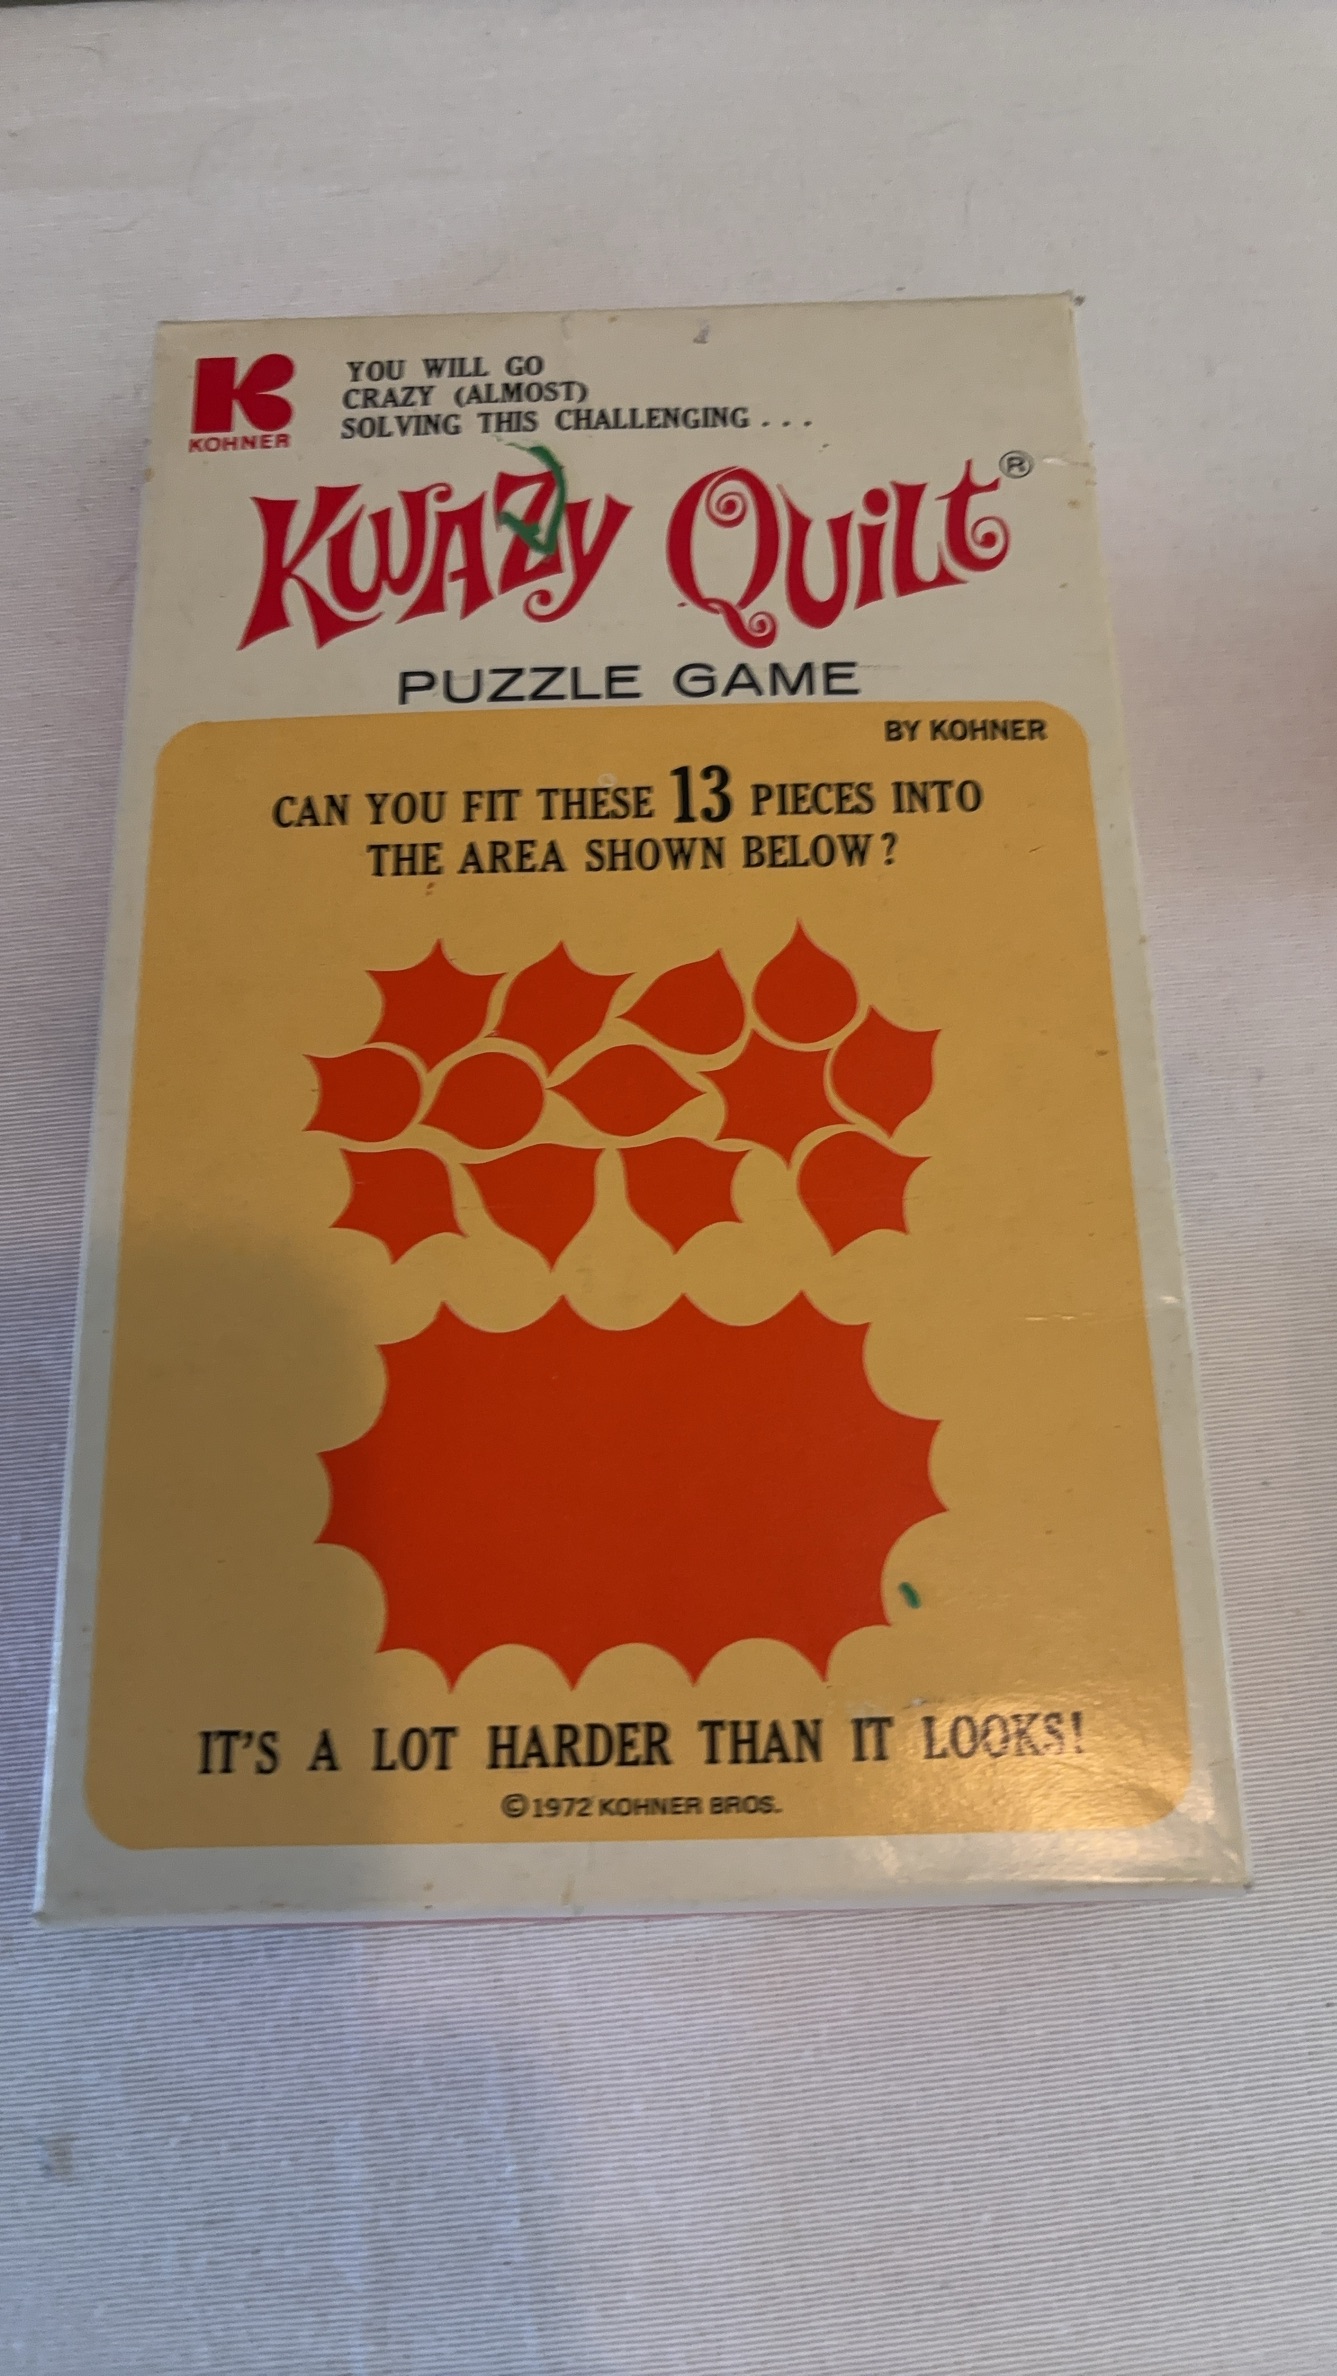 K
KOHNER
YOU WILL GO
CRAZY (ALMOST)
SOLVING THIS CHALLENGING . . .
KWAZY QUILT®
PUZZLE GAME
BY KOHNER
CAN YOU FIT THESE 13 PIECES INTO
THE AREA SHOWN BELOW?
IT'S A LOT HARDER THAN IT LOOKS!
©1972 KOHNER BROS.